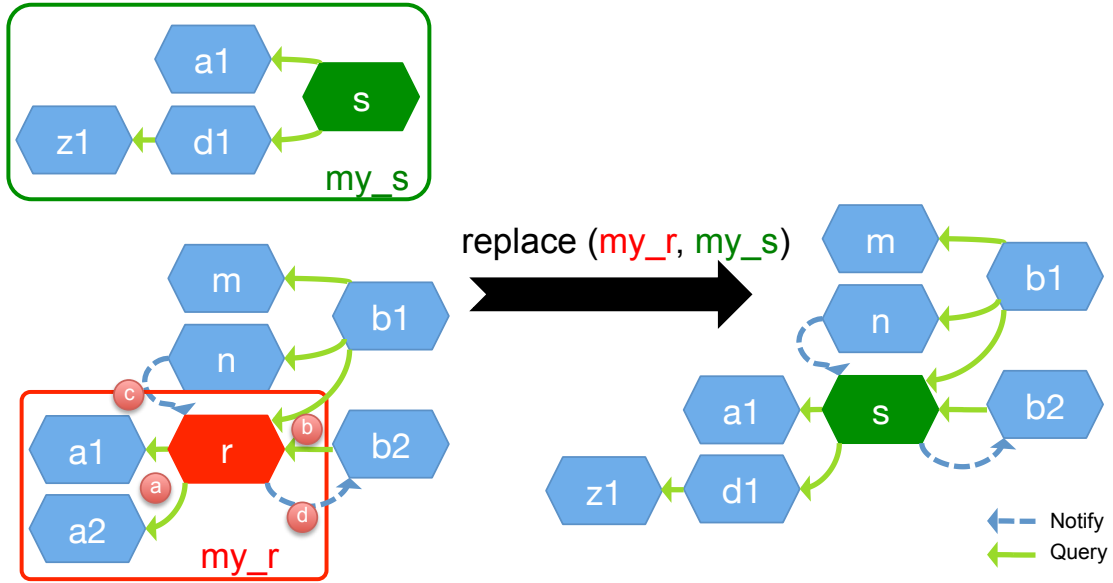 a1
s
z1
d1
my_s
replace (my_r, my_s)
m
b1
n
c
a1
r
b
b2
a
a2
d
my_r
m
b1
n
a1
s
b2
z1
d1
Notify
Query